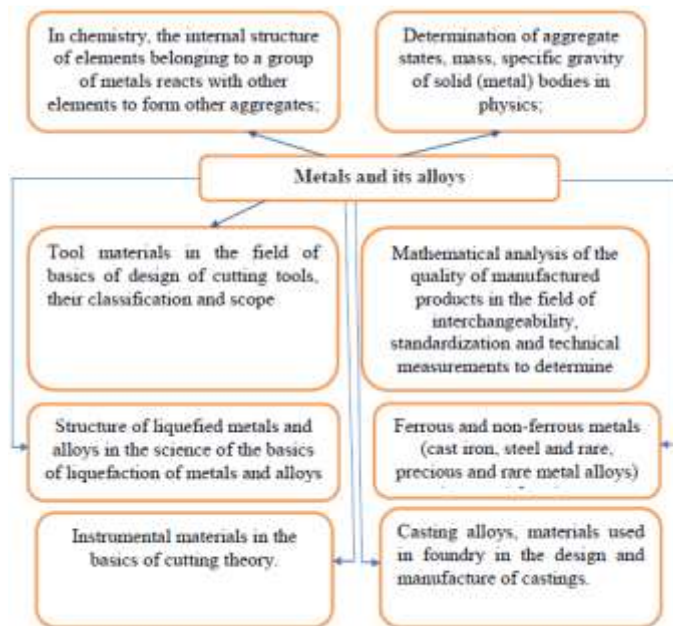 In chemistry, the internal structure
of elements belonging to a group
of metals reacts with other
elements to form other aggregates;
Determination of aggregate
states, mass, specific gravity
of solid (metal) bodies in
physics;
Metals and its alloys
Tool materials in the field of
basics of design of cutting tools,
their classification and scope
Mathematical analysis of the
quality of manufactured
products in the field of
interchangeability,
standardization and technical
measurements to determine
Structure of liquefied metals and
alloys in the science of the basics
of liquefaction of metals and alloys
Ferrous and non-ferrous metals
(cast iron, steel and rare,
precious and rare metal alloys)
Instrumental materials in the
basics of cutting theory.
Casting alloys, materials used
in foundry in the design and
manufacture of castings.